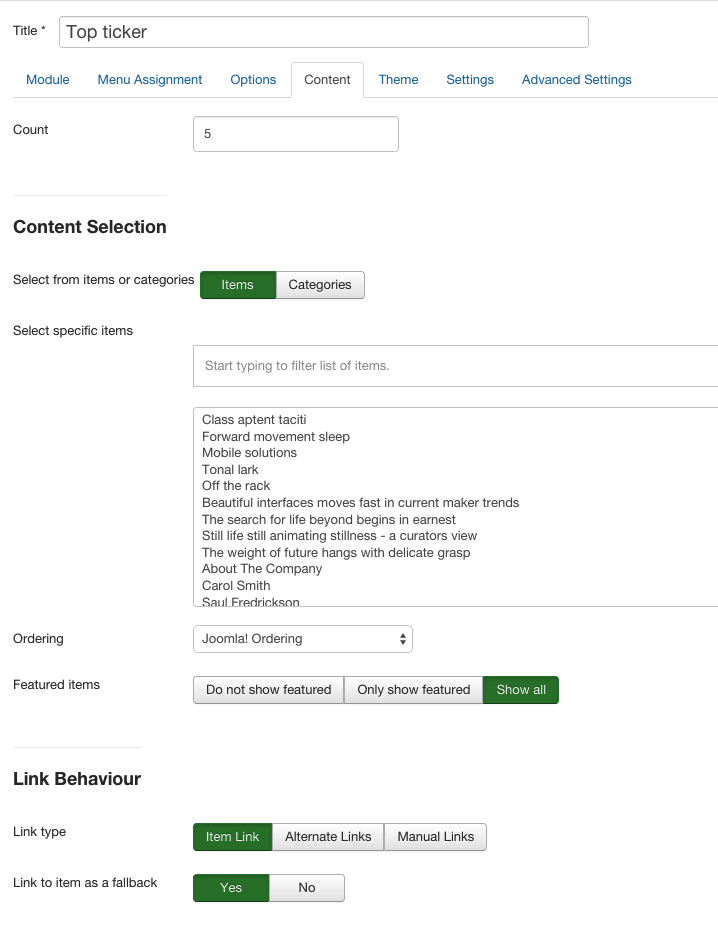 Title *
Top ticker
Module Menu Assignment Options Content Theme Settings Advanced Settings
Count
5
Content Selection
Select from items or categories
Items Categories
Select specific items
Start typing to filter list of items.
Class aptent taciti
Forward movement sleep
Mobile solutions
Tonal lark
Off the rack
Beautiful interfaces moves fast in current maker trends
The search for life beyond begins in earnest
Still life still animating stillness - a curators view
The weight of future hangs with delicate grasp
About The Company
Carol Smith
Saul Fredrickson
Ordering
Joomla! Ordering
Featured items
Do not show featured Only show featured Show all
Link Behaviour
Link type
Item Link Alternate Links Manual Links
Link to item as a fallback
Yes No